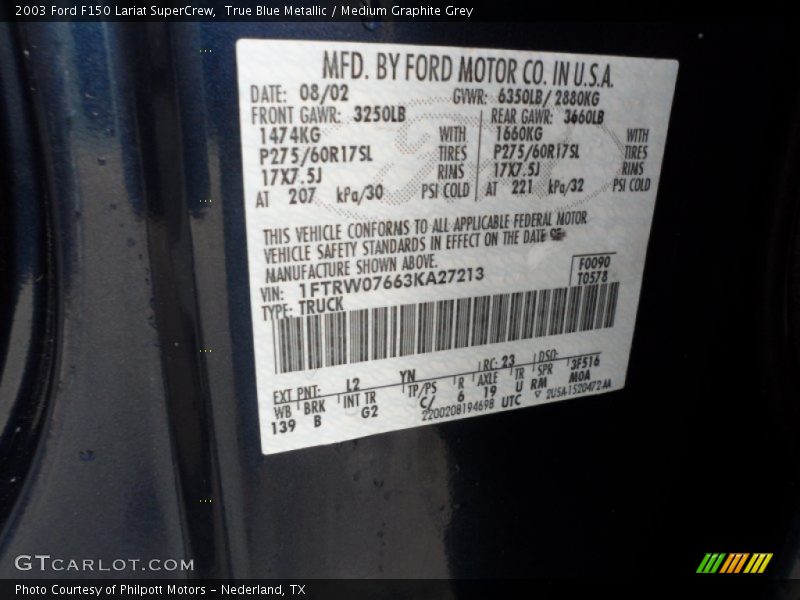 2003 Ford F150 Lariat SuperCrew,  True Blue Metallic / Medium Graphite Grey
MFD. BY FORD MOTOR CO. IN U.S.A.
DATE: 08/02 GVWR: 6350LB/ 2880KG
FRONT GAWR: 3250LB REAR GAWR: 3660LB
1474KG WITH 1660KG WITH
P275/60R17SL TIRES P275/60R17SL TIRES
17X7.5J RIMS 17X7.5J RIMS
AT 207 kPa/30 PSI COLD AT 221 kPa/32 PSI COLD
THIS VEHICLE CONFORMS TO ALL APPLICABLE FEDERAL MOTOR
VEHICLE SAFETY STANDARDS IN EFFECT ON THE DATE OF
MANUFACTURE SHOWN ABOVE.
VIN: 1FTRW07663KA27213 F0090
TYPE: TRUCK T0578
EXT PNT: L2 YN RC: 23 DSO:
WB BRK INT TR TP/PS R AXLE TR SPR 3F516
139 B G2 C/ 6 19 U RM M0A
2200208194698 UTC ▽ 2U5A-1520472-AA
GTCARLOT.COM
Photo Courtesy of Philpott Motors - Nederland, TX